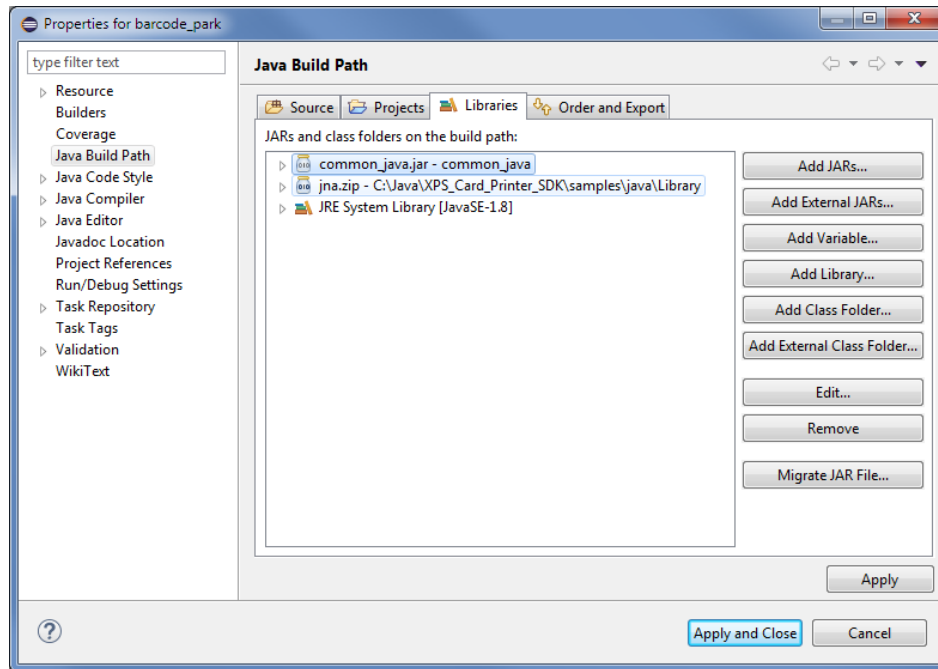 Properties for barcode_park
type filter text
Resource
Builders
Coverage
Java Build Path
Java Code Style
Java Compiler
Java Editor
Javadoc Location
Project References
Run/Debug Settings
Task Repository
Task Tags
Validation
WikiText
Java Build Path
Source Projects Libraries Order and Export
JARs and class folders on the build path:
common_java.jar - common_java
jna.zip - C:\Java\XPS_Card_Printer_SDK\samples\java\Library
JRE System Library [JavaSE-1.8]
Add JARs...
Add External JARs...
Add Variable...
Add Library...
Add Class Folder...
Add External Class Folder...
Edit...
Remove
Migrate JAR File...
Apply
?
Apply and Close Cancel